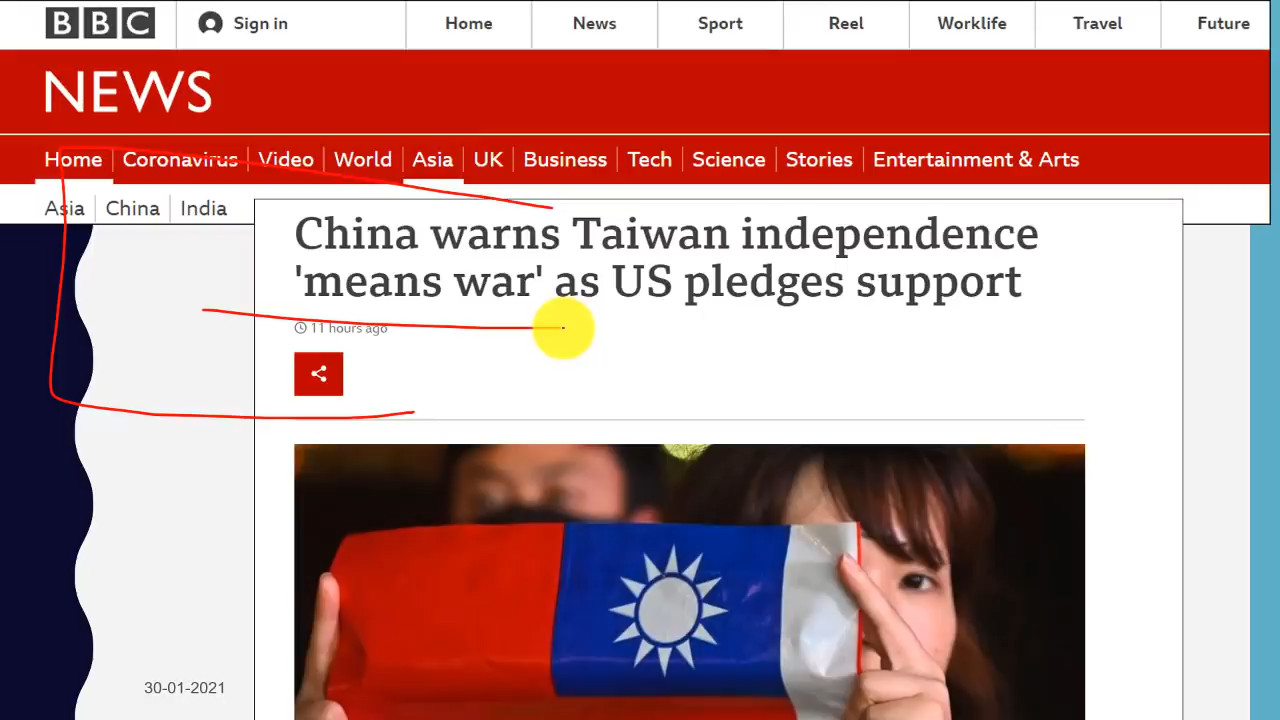 BBC Sign in Home News Sport Reel Worklife Travel Future
NEWS
Home Coronavirus Video World Asia UK Business Tech Science Stories Entertainment & Arts
Asia China India
China warns Taiwan independence
'means war' as US pledges support
11 hours ago
30-01-2021